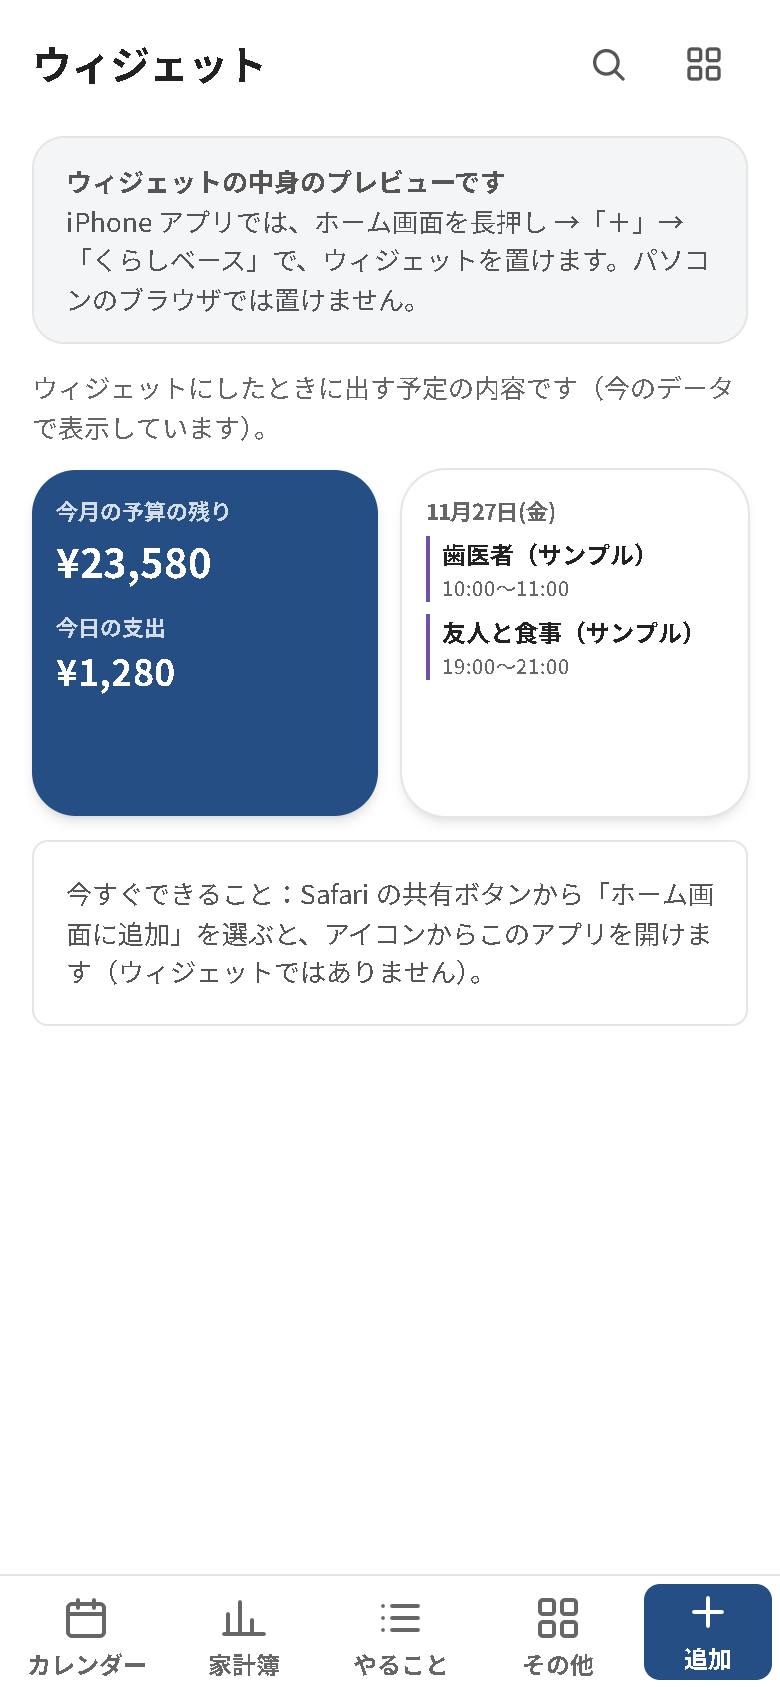 ウィジェット
ウィジェットの中身のプレビューです
iPhone アプリでは、ホーム画面を長押し →「＋」→
「くらしベース」で、ウィジェットを置けます。パソコ
ンのブラウザでは置けません。
ウィジェットにしたときに出す予定の内容です（今のデータ
で表示しています）。
今月の予算の残り
¥23,580
今日の支出
¥1,280
11月27日(金)
歯医者（サンプル）
10:00〜11:00
友人と食事（サンプル）
19:00〜21:00
今すぐできること：Safari の共有ボタンから「ホーム画
面に追加」を選ぶと、アイコンからこのアプリを開けま
す（ウィジェットではありません）。
カレンダー
家計簿
やること
その他
追加